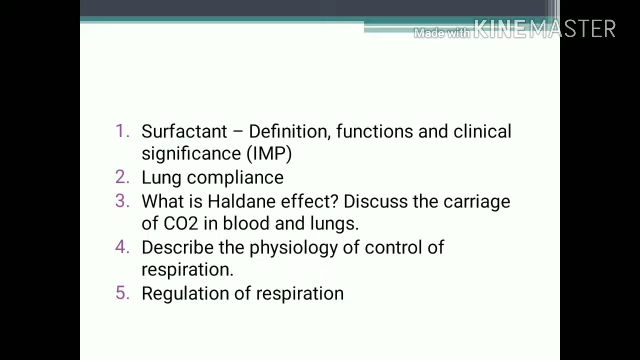 Made with KINEMASTER
1. Surfactant – Definition, functions and clinical
significance (IMP)
2. Lung compliance
3. What is Haldane effect? Discuss the carriage
of CO2 in blood and lungs.
4. Describe the physiology of control of
respiration.
5. Regulation of respiration